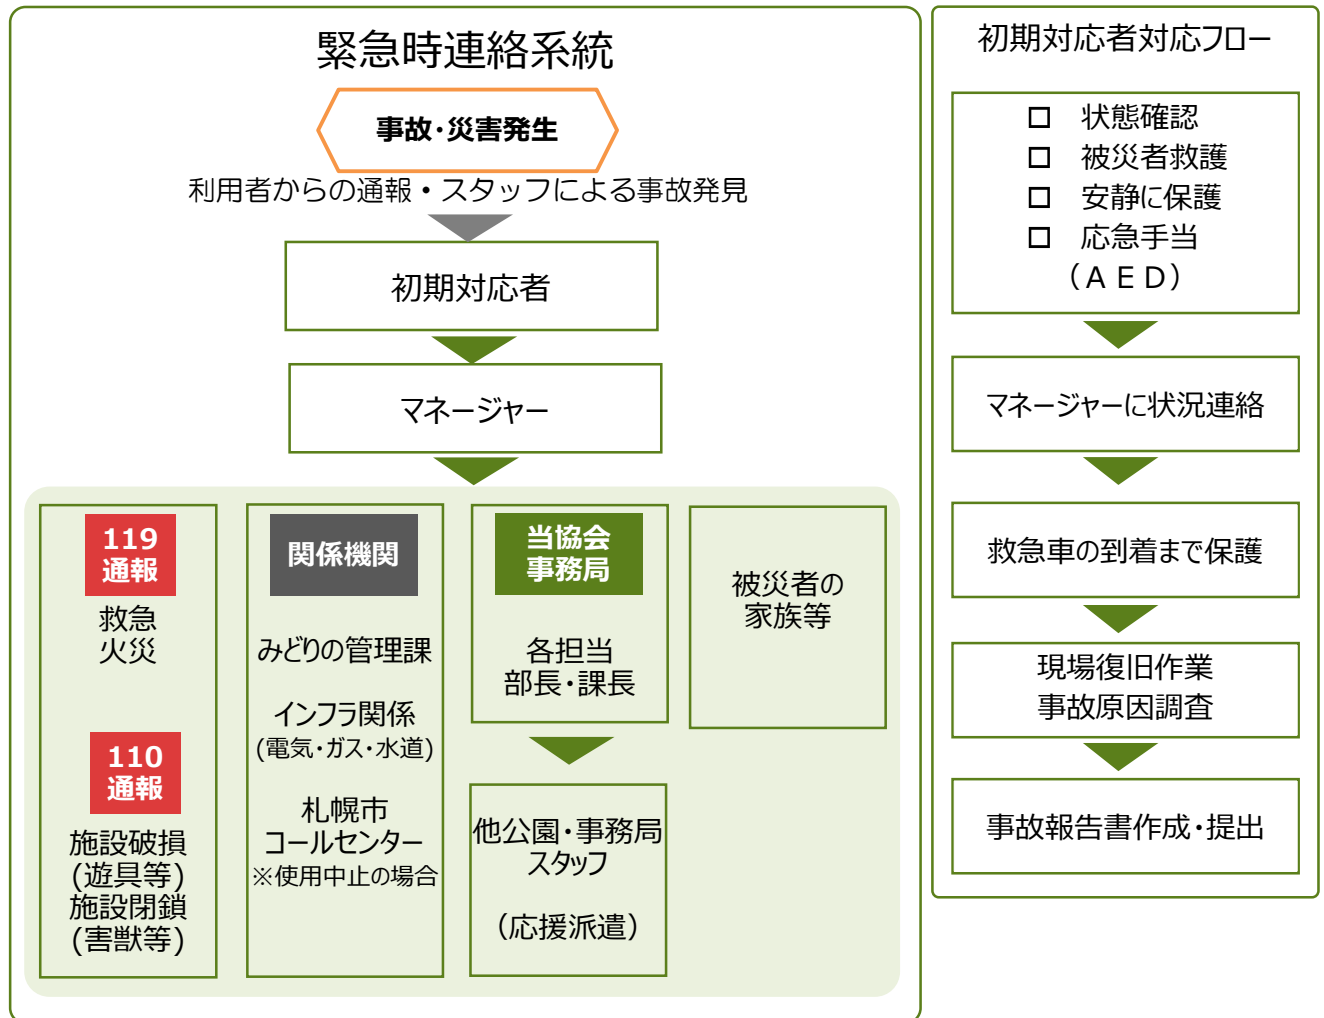 緊急時連絡系統
事故・災害発生
利用者からの通報・スタッフによる事故発見
初期対応者
マネージャー
119
通報
救急
火災
110
通報
施設破損
(遊具等)
施設閉鎖
(害獣等)
関係機関
みどりの管理課
インフラ関係
(電気・ガス・水道)
札幌市
コールセンター
※使用中止の場合
当協会
事務局
各担当
部長・課長
他公園・事務局
スタッフ
（応援派遣）
被災者の
家族等
初期対応者対応フロー
□ 状態確認
□ 被災者救護
□ 安静に保護
□ 応急手当
（ＡＥＤ）
マネージャーに状況連絡
救急車の到着まで保護
現場復旧作業
事故原因調査
事故報告書作成・提出